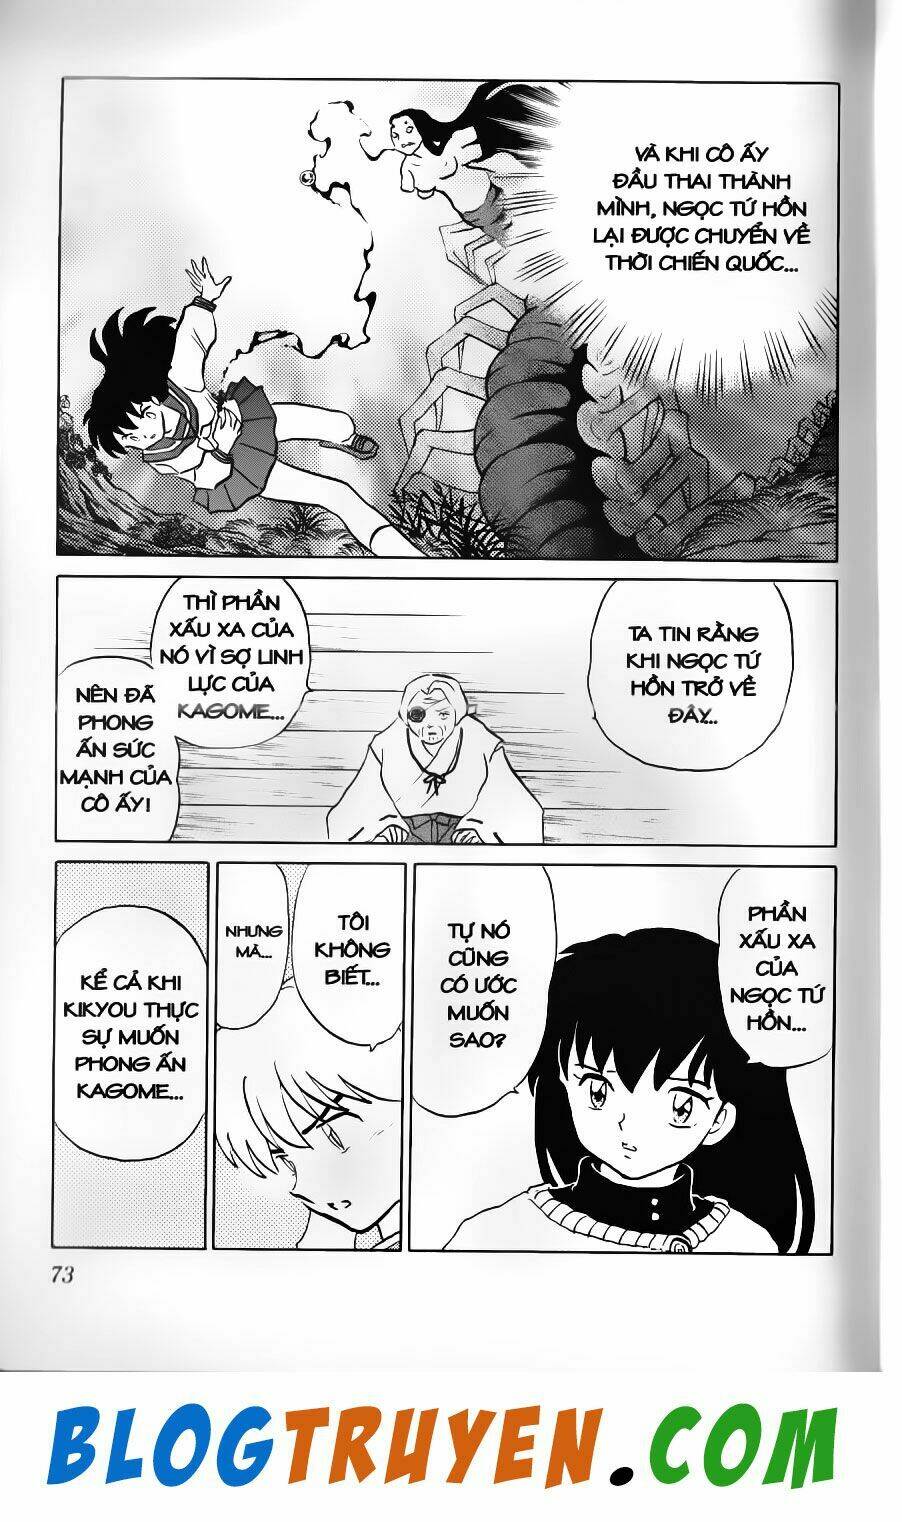 VÀ KHI CÔ ẤY
ĐẦU THAI THÀNH
MÌNH, NGỌC TỨ HỒN
LẠI ĐƯỢC CHUYỂN VỀ
THỜI CHIẾN QUỐC...
TA TIN RẰNG
KHI NGỌC TỨ
HỒN TRỞ VỀ
ĐÂY...
THÌ PHẦN
XẤU XA CỦA
NÓ VÌ SỢ LINH
LỰC CỦA
KAGOME...
NÊN ĐÃ
PHONG
ẤN SỨC
MẠNH CỦA
CÔ ẤY!
PHẦN
XẤU XA
CỦA
NGỌC TỨ
HỒN...
TỰ NÓ
CŨNG
CÓ ƯỚC
MUỐN
SAO?
TÔI
KHÔNG
BIẾT...
NHƯNG
MÀ...
KỂ CẢ KHI
KIKYOU THỰC
SỰ MUỐN
PHONG ẤN
KAGOME...
73
BLOGTRUYEN.COM